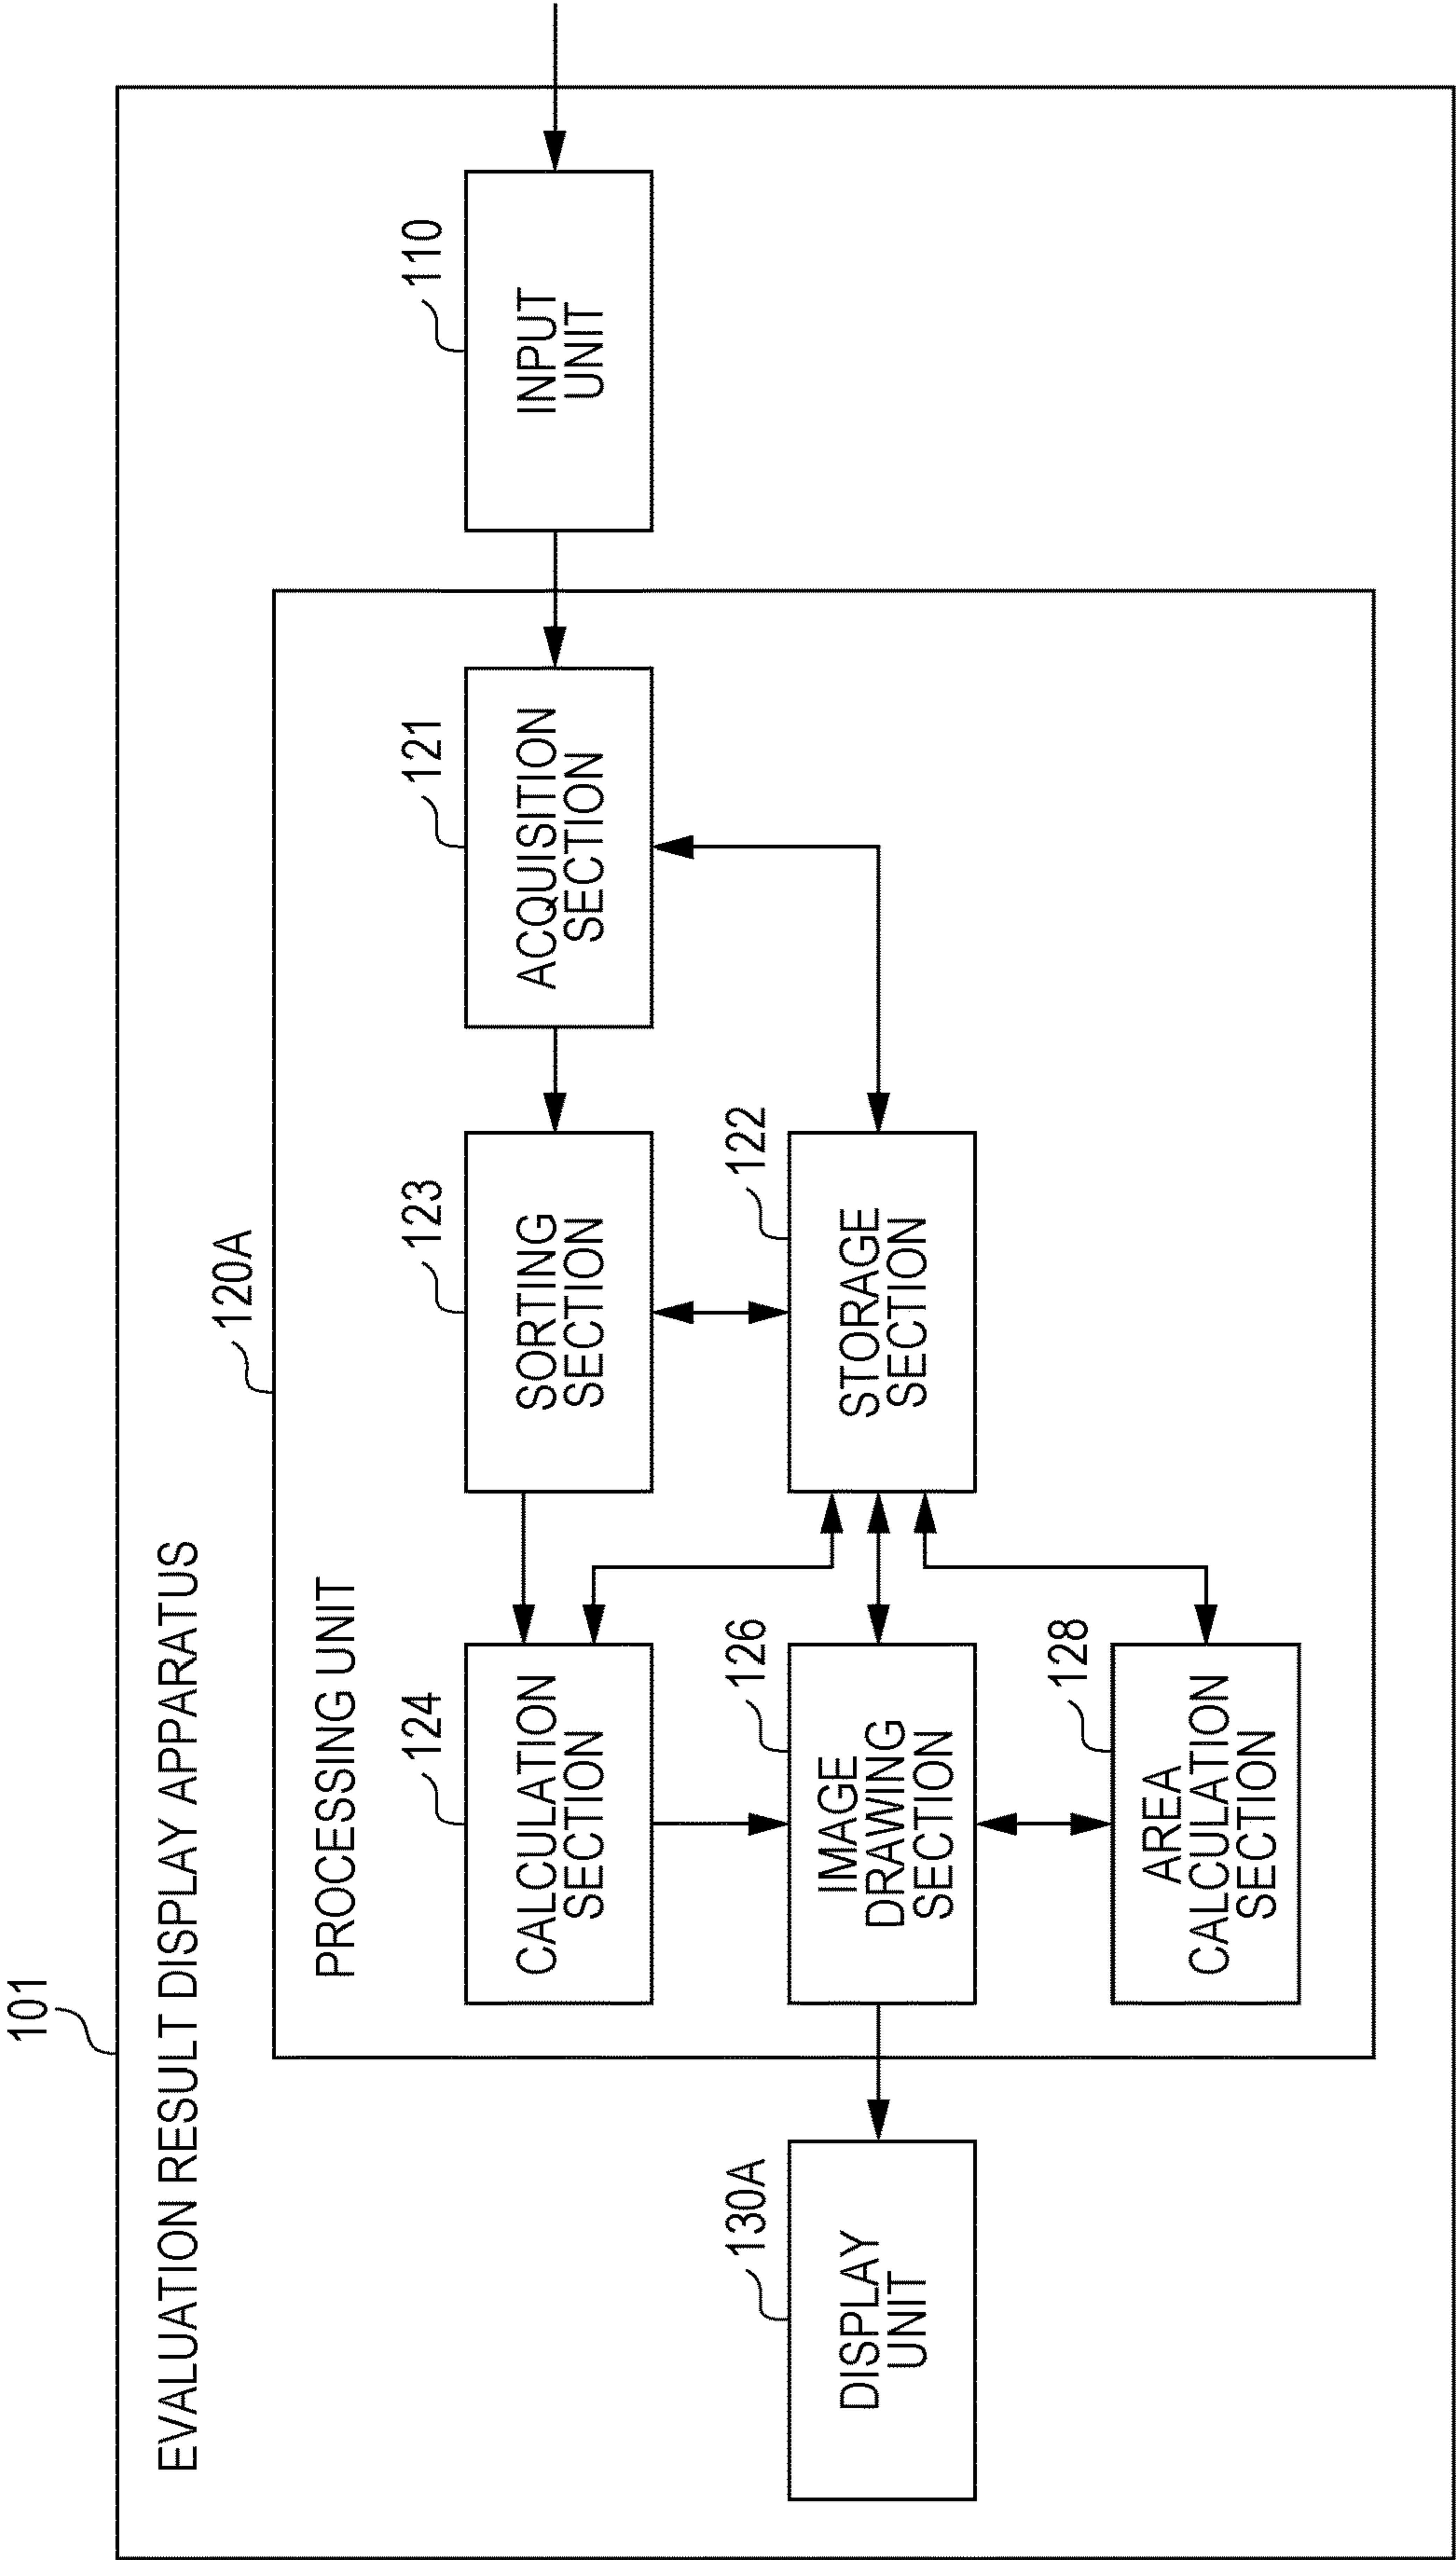 101
EVALUATION RESULT DISPLAY APPARATUS
120A
PROCESSING UNIT
130A
DISPLAY
UNIT
124
CALCULATION
SECTION
126
IMAGE
DRAWING
SECTION
128
AREA
CALCULATION
SECTION
123
SORTING
SECTION
122
STORAGE
SECTION
121
ACQUISITION
SECTION
110
INPUT
UNIT